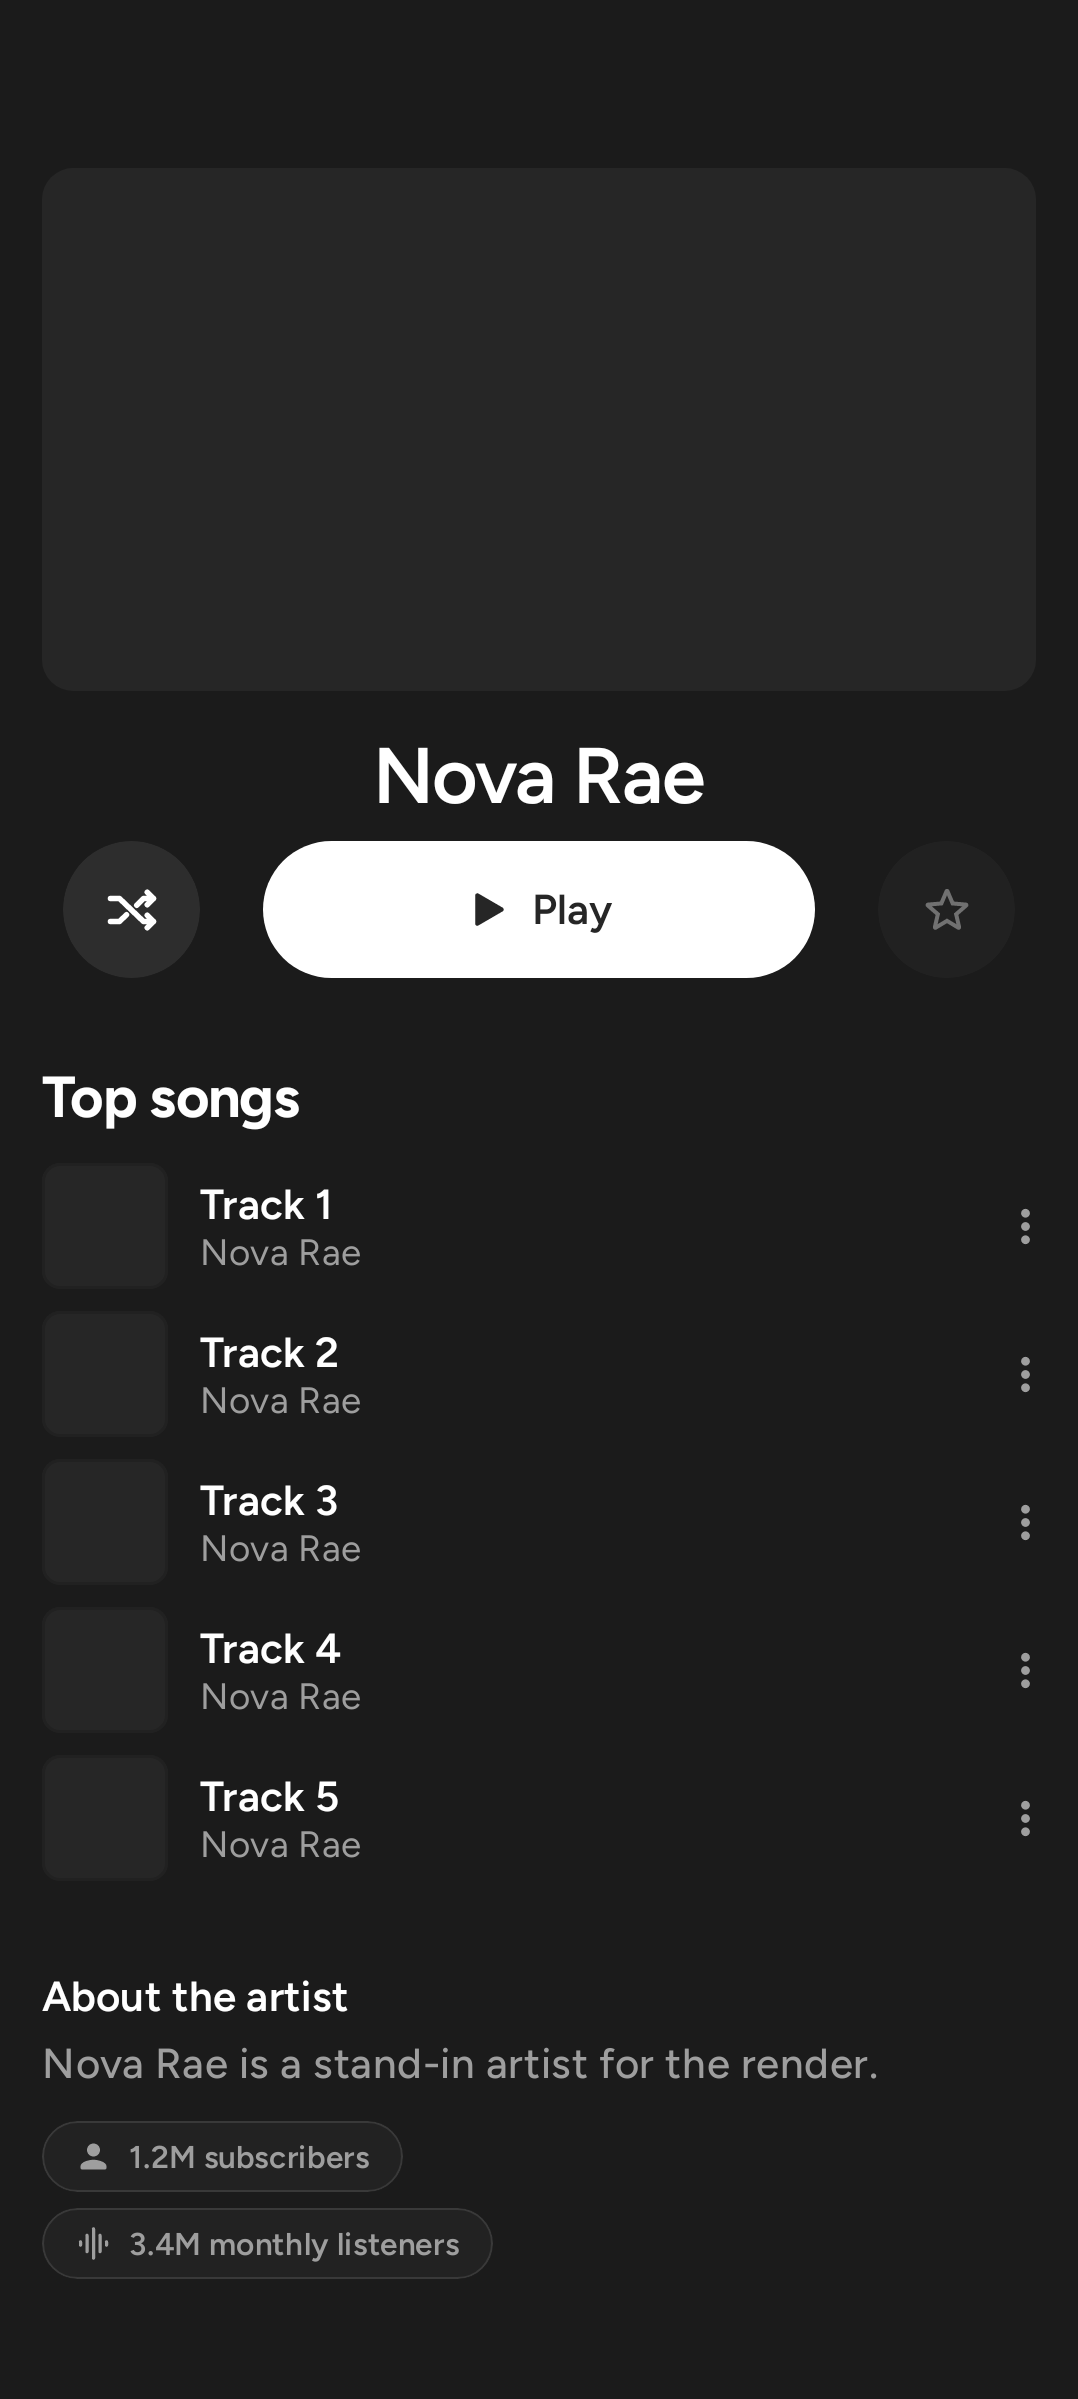 Nova Rae
Play
Top songs
Track 1
Nova Rae
Track 2
Nova Rae
Track 3
Nova Rae
Track 4
Nova Rae
Track 5
Nova Rae
About the artist
Nova Rae is a stand-in artist for the render.
1.2M subscribers
3.4M monthly listeners